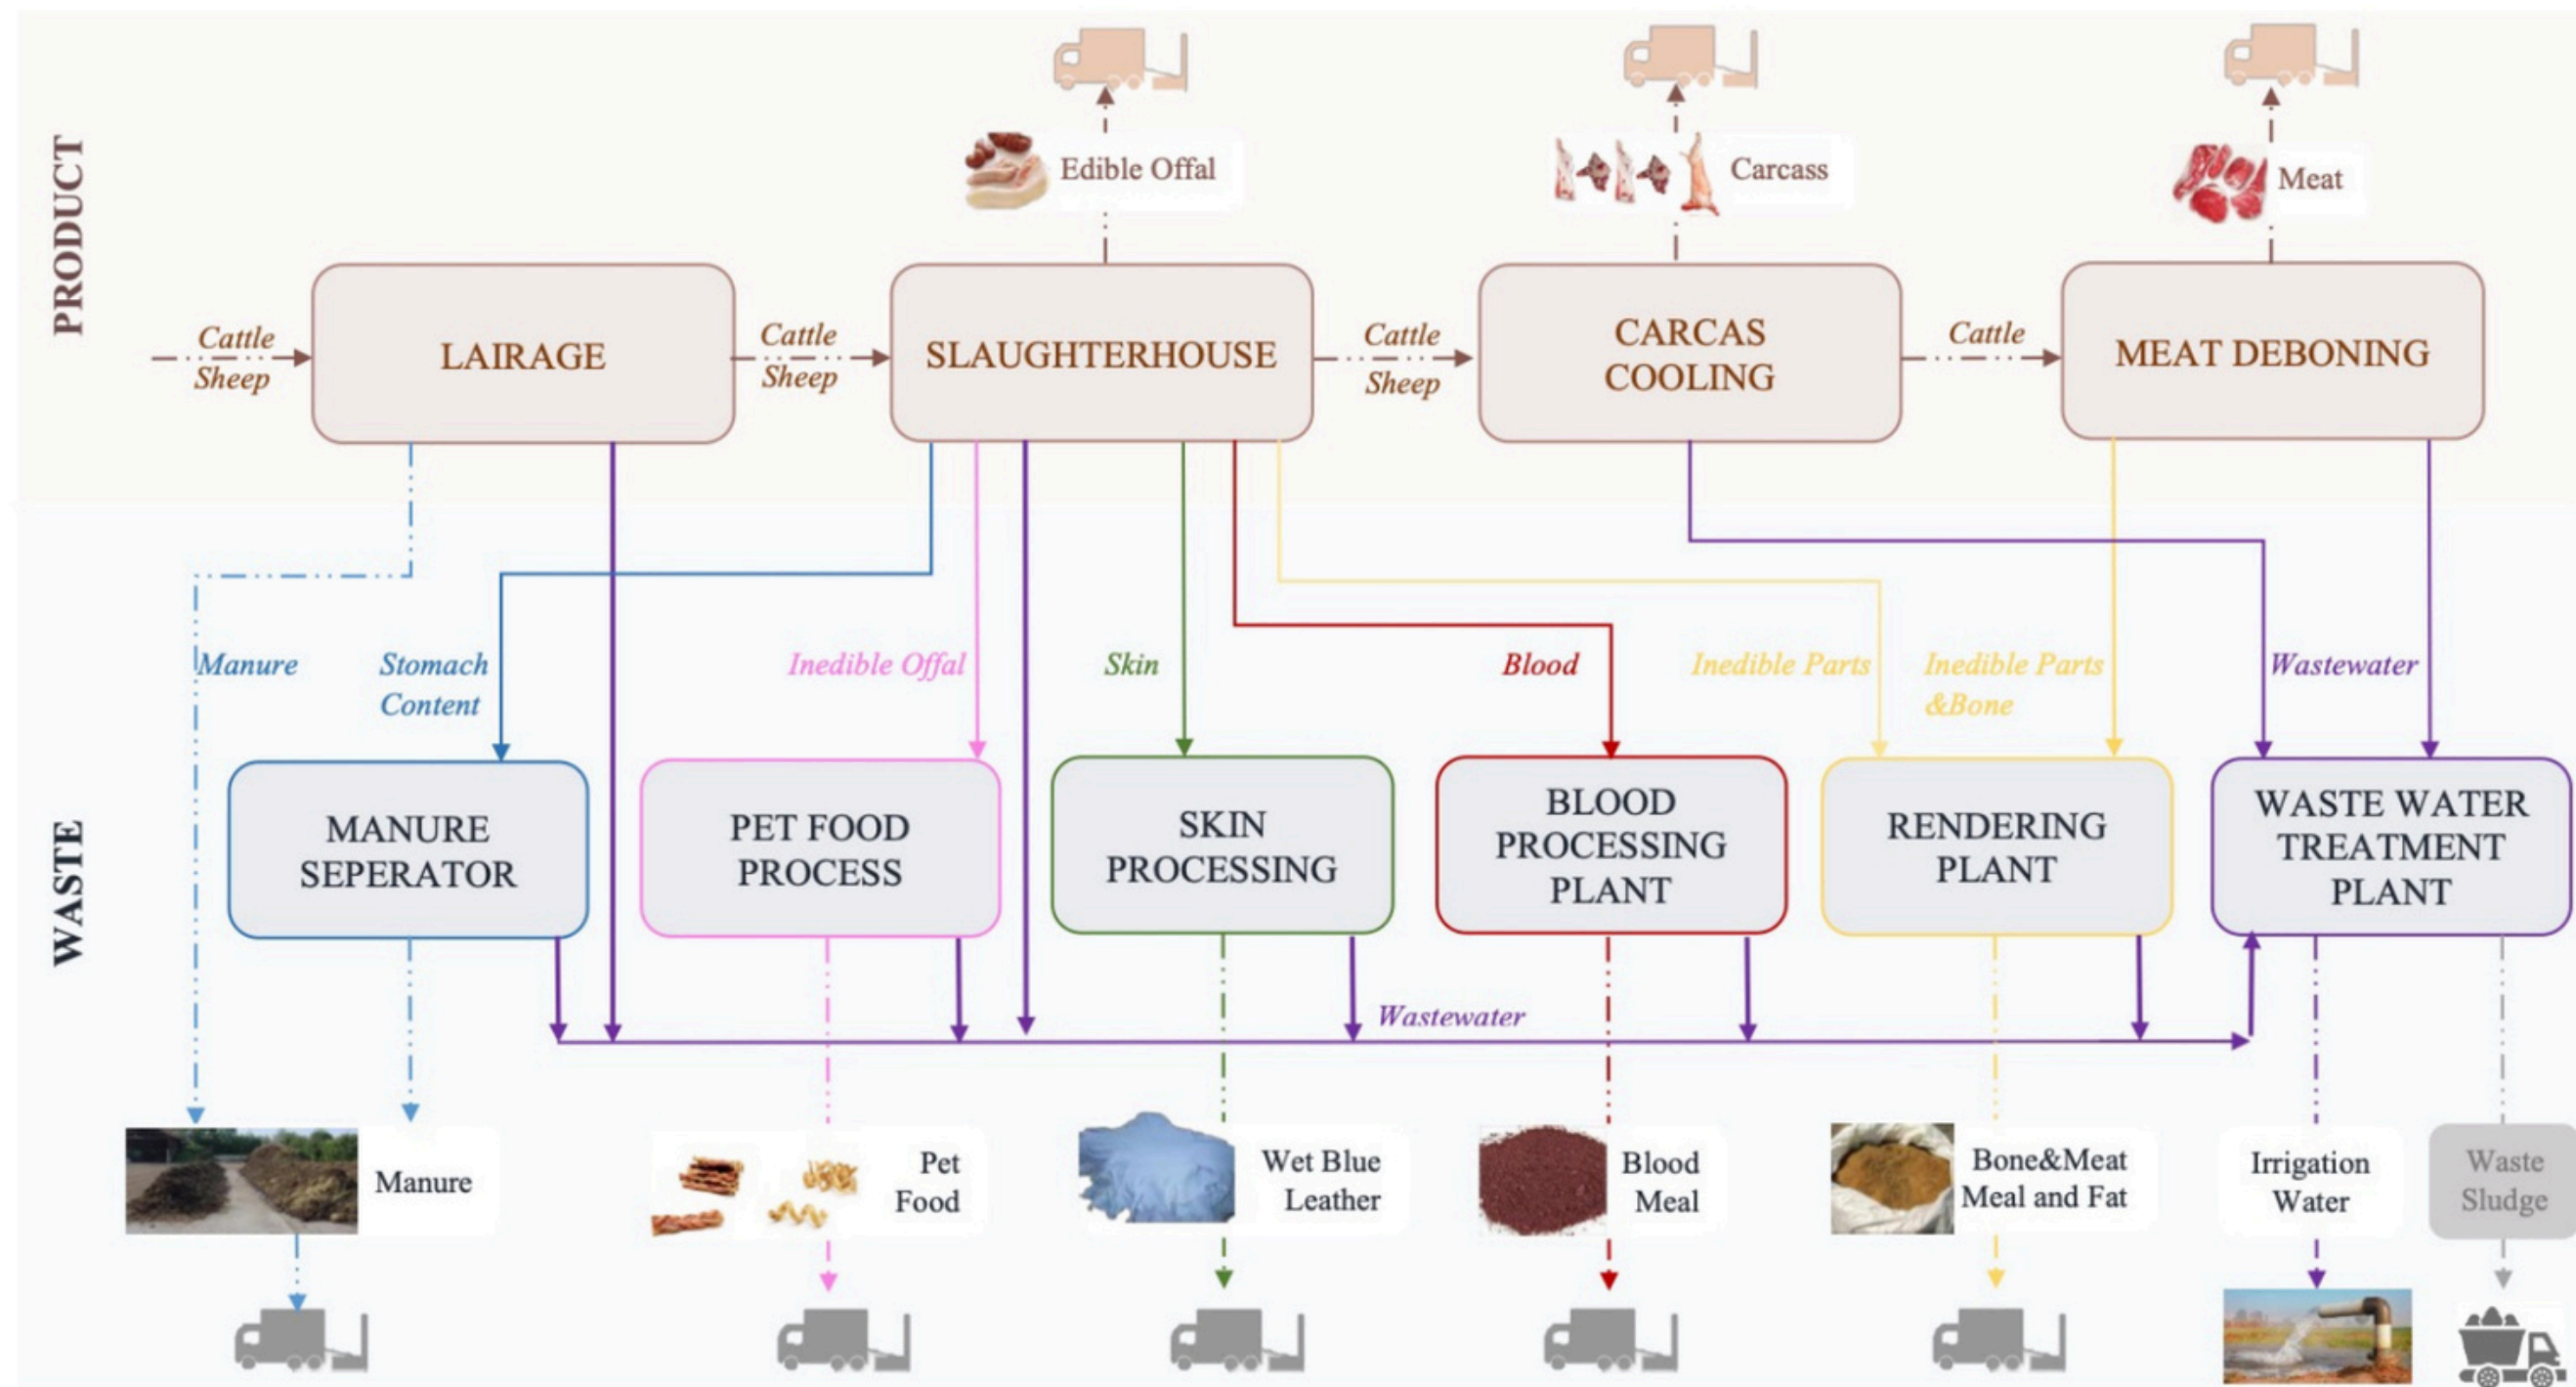 PRODUCT
Edible Offal
Carcass
Meat
Cattle
Sheep
LAIRAGE
Cattle
Sheep
SLAUGHTERHOUSE
Cattle
Sheep
CARCAS
COOLING
Cattle
MEAT DEBONING
WASTE
Manure
Stomach
Content
Inedible Offal
Skin
Blood
Inedible Parts
Inedible Parts
&Bone
Wastewater
MANURE
SEPERATOR
PET FOOD
PROCESS
SKIN
PROCESSING
BLOOD
PROCESSING
PLANT
RENDERING
PLANT
WASTE WATER
TREATMENT
PLANT
Wastewater
Manure
Pet
Food
Wet Blue
Leather
Blood
Meal
Bone&Meat
Meal and Fat
Irrigation
Water
Waste
Sludge